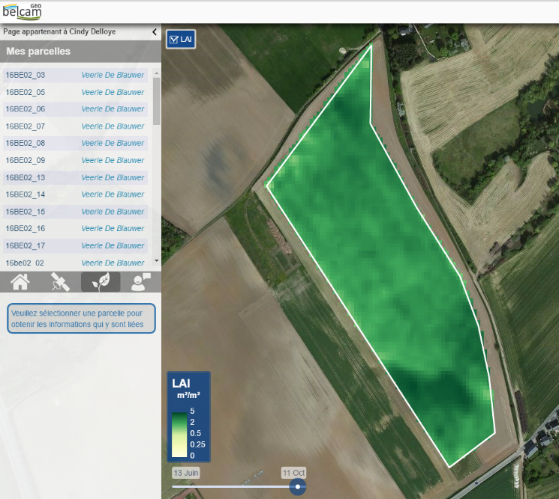 GEO
belcam
Page appartenant à Cindy Delloye
LAI
Mes parcelles
16BE02_03 Veerle De Blauwer
16BE02_05 Veerle De Blauwer
16BE02_06 Veerle De Blauwer
16BE02_07 Veerle De Blauwer
16BE02_08 Veerle De Blauwer
16BE02_09 Veerle De Blauwer
16BE02_13 Veerle De Blauwer
16BE02_14 Veerle De Blauwer
16BE02_15 Veerle De Blauwer
16BE02_16 Veerle De Blauwer
16BE02_17 Veerle De Blauwer
16be02_02 Veerle De Blauwer
Veuillez sélectionner une parcelle pour
obtenir les informations qui y sont liées
LAI
m²/m²
5
2
0.5
0.25
0
13 Juin
11 Oct